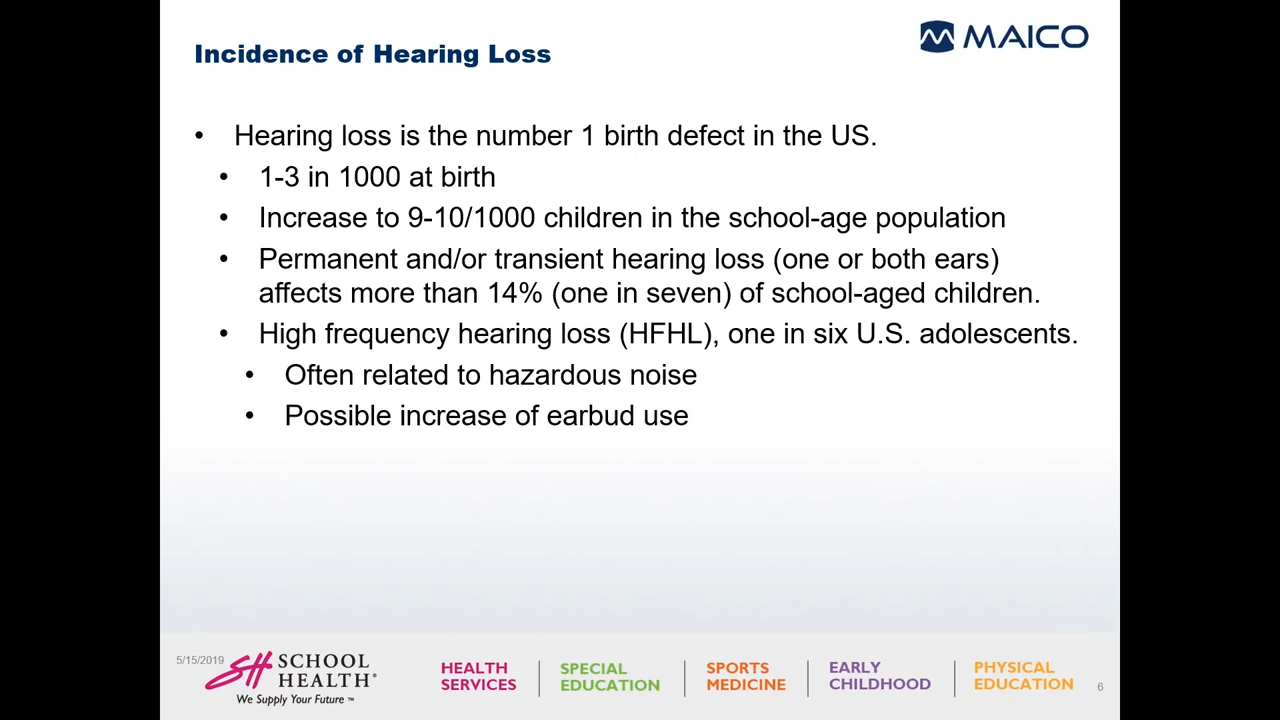 MAICO
Incidence of Hearing Loss
• Hearing loss is the number 1 birth defect in the US.
• 1-3 in 1000 at birth
• Increase to 9-10/1000 children in the school-age population
• Permanent and/or transient hearing loss (one or both ears)
affects more than 14% (one in seven) of school-aged children.
• High frequency hearing loss (HFHL), one in six U.S. adolescents.
• Often related to hazardous noise
• Possible increase of earbud use
5/15/2019
SH SCHOOL
HEALTH®
We Supply Your Future ™
HEALTH
SERVICES
SPECIAL
EDUCATION
SPORTS
MEDICINE
EARLY
CHILDHOOD
PHYSICAL
EDUCATION
6